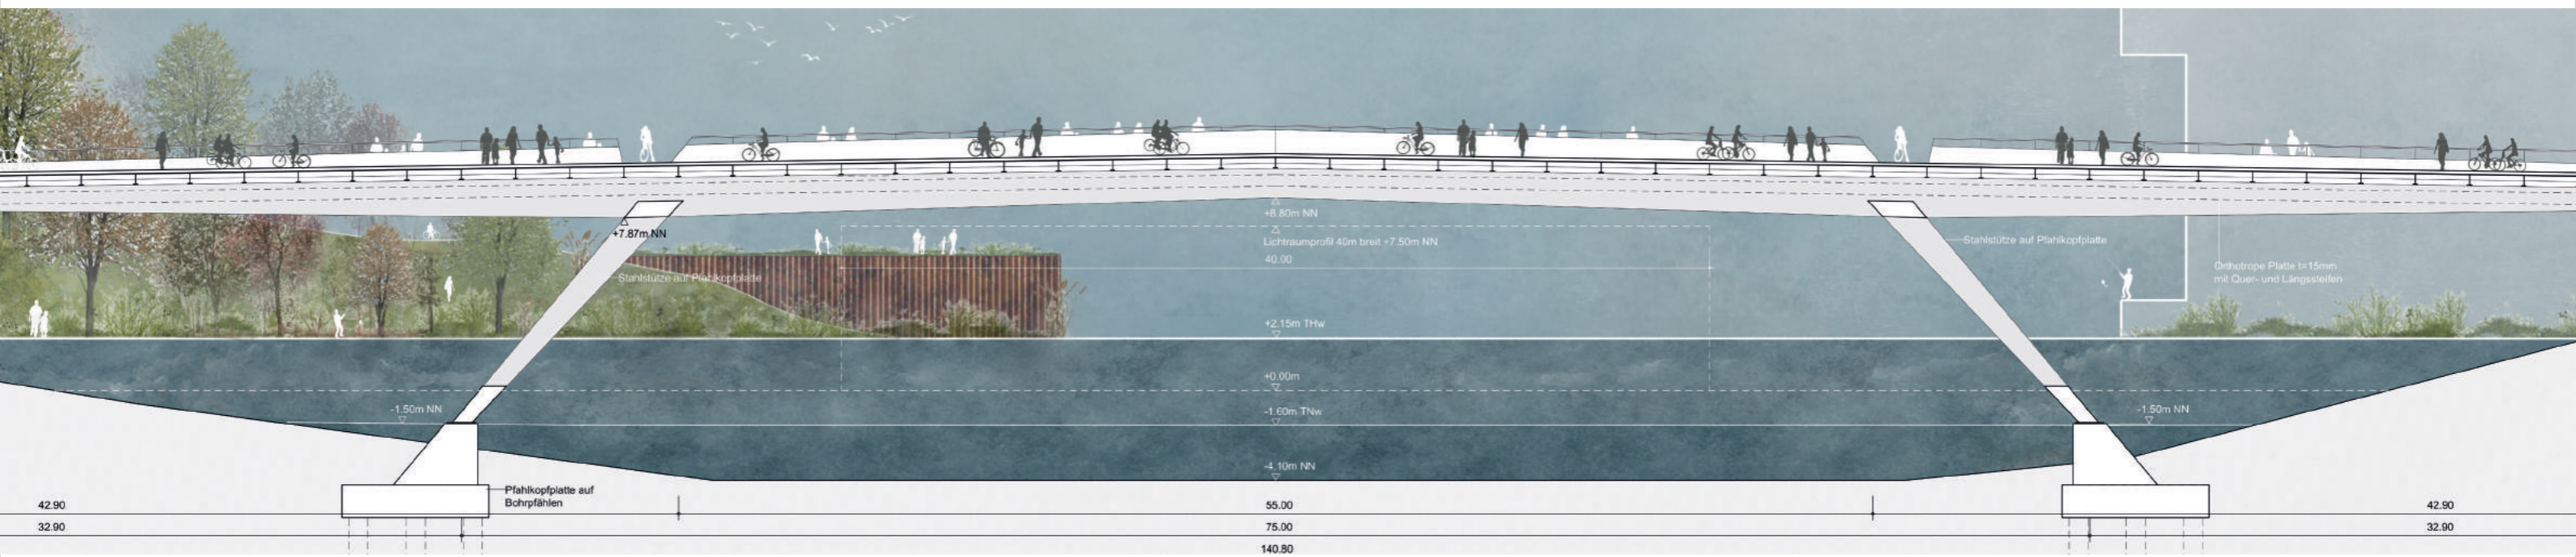 +7.87m NN
Stahlstütze auf Pfahlkopfplatte
+8.80m NN
Lichtraumprofil 40m breit +7.50m NN
40.00
Stahlstütze auf Pfahlkopfplatte
Orthotrope Platte t=15mm
mit Quer- und Längssteifen
+2.15m THw
+0.00m
-1.50m NN
-1.60m TNw
-1.50m NN
-4.10m NN
Pfahlkopfplatte auf
Bohrpfählen
42.90
55.00
42.90
32.90
75.00
32.90
140.80